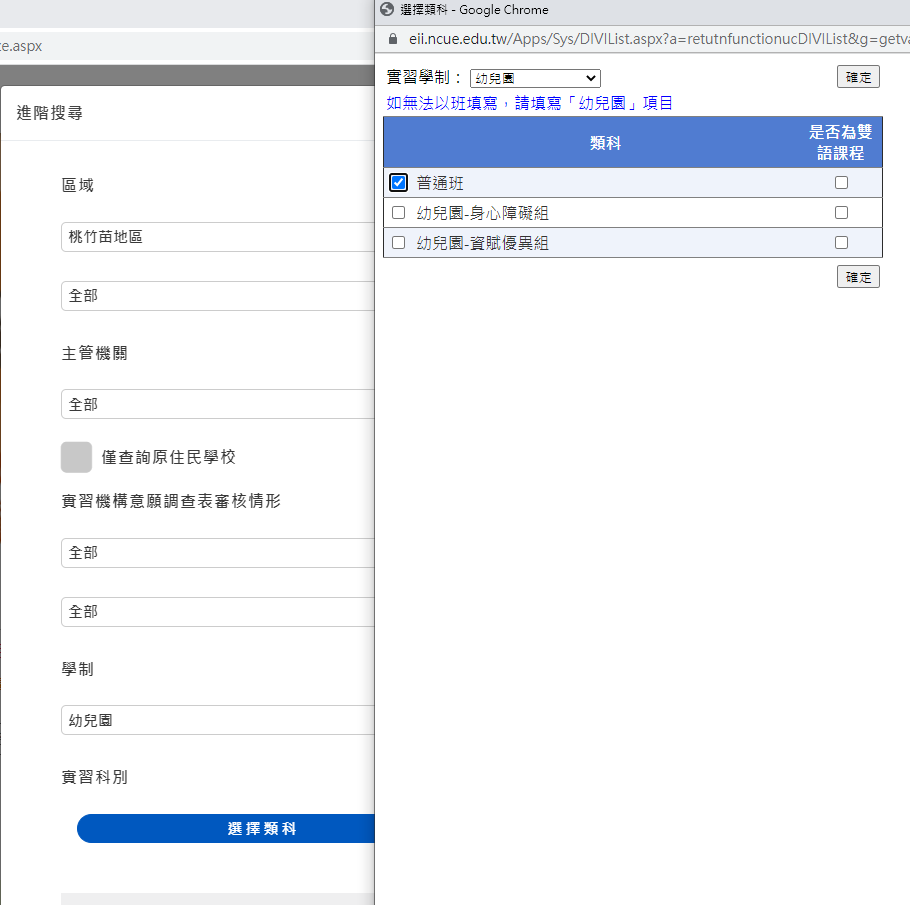 選擇類科 - Google Chrome
ce.aspx
eii.ncue.edu.tw/Apps/Sys/DIVIList.aspx?a=retutnfunctionucDIVIList&g=getva
進階搜尋
區域
桃竹苗地區
全部
主管機關
全部
僅查詢原住民學校
實習機構意願調查表審核情形
全部
全部
學制
幼兒園
實習科別
選擇類科
實習學制： 幼兒園 確定
如無法以班填寫，請填寫「幼兒園」項目
類科 是否為雙
語課程
普通班
幼兒園-身心障礙組
幼兒園-資賦優異組
確定